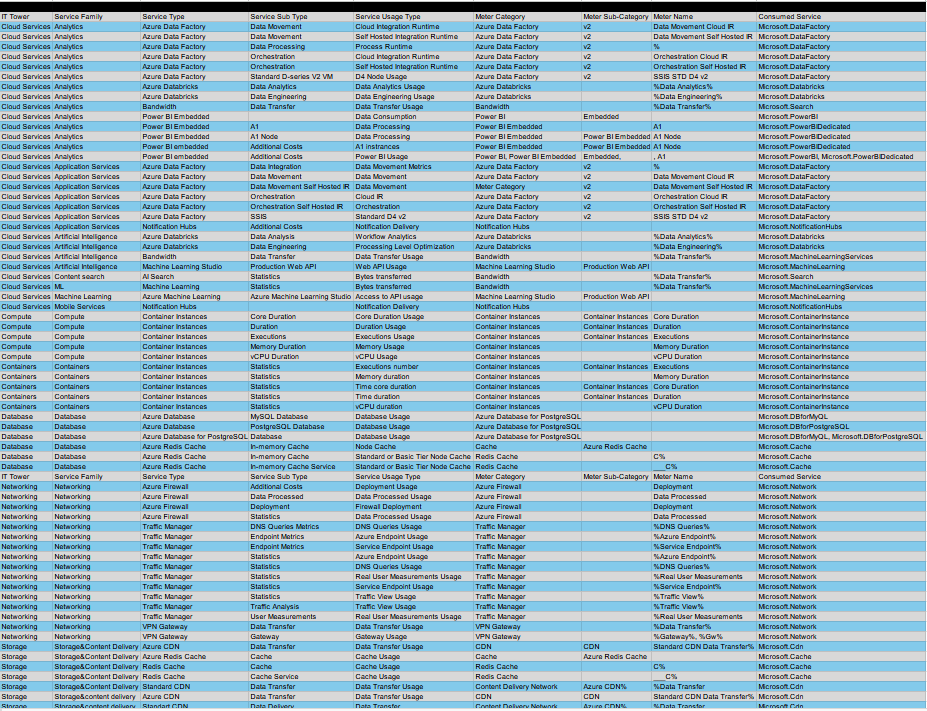 IT Tower Service Family Service Type Service Sub Type Service Usage Type Meter Category Meter Sub-Category Meter Name Consumed Service
Cloud Services Analytics Azure Data Factory Data Movement Cloud Integration Runtime Azure Data Factory v2 Data Movement Cloud IR Microsoft.DataFactory
Cloud Services Analytics Azure Data Factory Data Movement Self Hosted Integration Runtime Azure Data Factory v2 Data Movement Self Hosted IR Microsoft.DataFactory
Cloud Services Analytics Azure Data Factory Data Processing Process Runtime Azure Data Factory v2 % Microsoft.DataFactory
Cloud Services Analytics Azure Data Factory Orchestration Cloud Integration Runtime Azure Data Factory v2 Orchestration Cloud IR Microsoft.DataFactory
Cloud Services Analytics Azure Data Factory Orchestration Self Hosted Integration Runtime Azure Data Factory v2 Orchestration Self Hosted IR Microsoft.DataFactory
Cloud Services Analytics Azure Data Factory Standard D-series V2 VM D4 Node Usage Azure Data Factory v2 SSIS STD D4 v2 Microsoft.DataFactory
Cloud Services Analytics Azure Databricks Data Analytics Data Analytics Usage Azure Databricks %Data Analytics% Microsoft.Databricks
Cloud Services Analytics Azure Databricks Data Engineering Data Engineering Usage Azure Databricks %Data Engineering% Microsoft.Databricks
Cloud Services Analytics Bandwidth Data Transfer Data Transfer Usage Bandwidth %Data Transfer% Microsoft.Search
Cloud Services Analytics Power BI Embedded Data Consumption Power BI Embedded Microsoft.PowerBI
Cloud Services Analytics Power BI Embedded A1 Data Processing Power BI Embedded A1 Microsoft.PowerBIDedicated
Cloud Services Analytics Power BI Embedded A1 Node Data Processing Power BI Embedded Power BI Embedded A1 Node Microsoft.PowerBIDedicated
Cloud Services Analytics Power BI embedded Additional Costs A1 instrances Power BI Embedded Power BI Embedded A1 Node Microsoft.PowerBIDedicated
Cloud Services Analytics Power BI Embedded Additional Costs Power BI Usage Power BI, Power BI Embedded Embedded, , A1 Microsoft.PowerBI, Microsoft.PowerBIDedicated
Cloud Services Application Services Azure Data Factory Data Integration Data Movement Metrics Azure Data Factory v2 % Microsoft.DataFactory
Cloud Services Application Services Azure Data Factory Data Movement Data Movement Azure Data Factory v2 Data Movement Cloud IR Microsoft.DataFactory
Cloud Services Application Services Azure Data Factory Data Movement Self Hosted IR Data Movement Meter Category v2 Data Movement Self Hosted IR Microsoft.DataFactory
Cloud Services Application Services Azure Data Factory Orchestration Cloud IR Azure Data Factory v2 Orchestration Cloud IR Microsoft.DataFactory
Cloud Services Application Services Azure Data Factory Orchestration Self Hosted IR Orchestration Azure Data Factory v2 Orchestration Self Hosted IR Microsoft.DataFactory
Cloud Services Application Services Azure Data Factory SSIS Standard D4 v2 Azure Data Factory v2 SSIS STD D4 v2 Microsoft.DataFactory
Cloud Services Application Services Notification Hubs Additional Costs Notification Delivery Notification Hubs Microsoft.NotificationHubs
Cloud Services Artificial Intelligence Azure Databricks Data Analysis Workflow Analytics Azure Databricks %Data Analytics% Microsoft.Databricks
Cloud Services Artificial Intelligence Azure Databricks Data Engineering Processing Level Optimization Azure Databricks %Data Engineering% Microsoft.Databricks
Cloud Services Artificial Intelligence Bandwidth Data Transfer Data Transfer Usage Bandwidth %Data Transfer% Microsoft.MachineLearningServices
Cloud Services Artificial Intelligence Machine Learning Studio Production Web API Web API Usage Machine Learning Studio Production Web API Microsoft.MachineLearning
Cloud Services Content search AI Search Statistics Bytes transferred Bandwidth %Data Transfer% Microsoft.Search
Cloud Services ML Machine Learning Statistics Bytes transferred Bandwidth %Data Transfer% Microsoft.MachineLearningServices
Cloud Services Machine Learning Azure Machine Learning Azure Machine Learning Studio Access to API usage Machine Learning Studio Production Web API Microsoft.MachineLearning
Cloud Services Mobile Services Notification Hubs Notification Delivery Notification Hubs Microsoft.NotificationHubs
Compute Compute Container Instances Core Duration Core Duration Usage Container Instances Container Instances Core Duration Microsoft.ContainerInstance
Compute Compute Container Instances Duration Duration Usage Container Instances Container Instances Duration Microsoft.ContainerInstance
Compute Compute Container Instances Executions Executions Usage Container Instances Container Instances Executions Microsoft.ContainerInstance
Compute Compute Container Instances Memory Duration Memory Usage Container Instances Memory Duration Microsoft.ContainerInstance
Compute Compute Container Instances vCPU Duration vCPU Usage Container Instances vCPU Duration Microsoft.ContainerInstance
Containers Containers Container Instances Statistics Executions number Container Instances Container Instances Executions Microsoft.ContainerInstance
Containers Containers Container Instances Statistics Memory duration Container Instances Memory Duration Microsoft.ContainerInstance
Containers Containers Container Instances Statistics Time core duration Container Instances Container Instances Core Duration Microsoft.ContainerInstance
Containers Containers Container Instances Statistics Time duration Container Instances Container Instances Duration Microsoft.ContainerInstance
Containers Containers Container Instances Statistics vCPU duration Container Instances vCPU Duration Microsoft.ContainerInstance
Database Database Azure Database MySQL Database Database Usage Azure Database for PostgreSQL Microsoft.DBforMyQL
Database Database Azure Database PostgreSQL Database Database Usage Azure Database for PostgreSQL Microsoft.DBforPostgreSQL
Database Database Azure Database for PostgreSQL Database Database Usage Azure Database for PostgreSQL Microsoft.DBforMyQL, Microsoft.DBforPostgreSQL
Database Database Azure Redis Cache In-memory Cache Node Cache Cache Azure Redis Cache Microsoft.Cache
Database Database Azure Redis Cache In-memory Cache Standard or Basic Tier Node Cache Redis Cache C% Microsoft.Cache
Database Database Azure Redis Cache In-memory Cache Service Standard or Basic Tier Node Cache Redis Cache ___C% Microsoft.Cache
IT Tower Service Family Service Type Service Sub Type Service Usage Type Meter Category Meter Sub-Category Meter Name Consumed Service
Networking Networking Azure Firewall Additional Costs Deployment Usage Azure Firewall Deployment Microsoft.Network
Networking Networking Azure Firewall Data Processed Data Processed Usage Azure Firewall Data Processed Microsoft.Network
Networking Networking Azure Firewall Deployment Firewall Deployment Azure Firewall Deployment Microsoft.Network
Networking Networking Azure Firewall Statistics Data Processed Usage Azure Firewall Data Processed Microsoft.Network
Networking Networking Traffic Manager DNS Queries Metrics DNS Queries Usage Traffic Manager %DNS Queries% Microsoft.Network
Networking Networking Traffic Manager Endpoint Metrics Azure Endpoint Usage Traffic Manager %Azure Endpoint% Microsoft.Network
Networking Networking Traffic Manager Endpoint Metrics Service Endpoint Usage Traffic Manager %Service Endpoint% Microsoft.Network
Networking Networking Traffic Manager Statistics Azure Endpoint Usage Traffic Manager %Azure Endpoint% Microsoft.Network
Networking Networking Traffic Manager Statistics DNS Queries Usage Traffic Manager %DNS Queries% Microsoft.Network
Networking Networking Traffic Manager Statistics Real User Measurements Usage Traffic Manager %Real User Measurements Microsoft.Network
Networking Networking Traffic Manager Statistics Service Endpoint Usage Traffic Manager %Service Endpoint% Microsoft.Network
Networking Networking Traffic Manager Statistics Traffic View Usage Traffic Manager %Traffic View% Microsoft.Network
Networking Networking Traffic Manager Traffic Analysis Traffic View Usage Traffic Manager %Traffic View% Microsoft.Network
Networking Networking Traffic Manager User Measurements Real User Measurements Usage Traffic Manager %Real User Measurements Microsoft.Network
Networking Networking VPN Gateway Data Transfer Data Transfer Usage VPN Gateway %Data Transfer% Microsoft.Network
Networking Networking VPN Gateway Gateway Gateway Usage VPN Gateway %Gateway%, %Gw% Microsoft.Network
Storage Storage&Content Delivery Azure CDN Data Transfer Data Transfer Usage CDN CDN Standard CDN Data Transfer% Microsoft.Cdn
Storage Storage&Content Delivery Azure Redis Cache Cache Cache Usage Cache Azure Redis Cache Microsoft.Cache
Storage Storage&Content Delivery Redis Cache Cache Cache Usage Redis Cache C% Microsoft.Cache
Storage Storage&Content Delivery Redis Cache Cache Service Cache Usage Redis Cache ___C% Microsoft.Cache
Storage Storage&Content Delivery Standard CDN Data Transfer Data Transfer Usage Content Delivery Network Azure CDN% %Data Transfer Microsoft.Cdn
Storage Storage&content delivery Azure CDN Data Transfer Data Transfer CDN CDN Standard CDN Data Transfer% Microsoft.Cdn
Storage Storage&content delivery Standart CDN Data Delivery Data Transfer Content Delivery Network Azure CDN% %Data Transfer Microsoft.Cdn